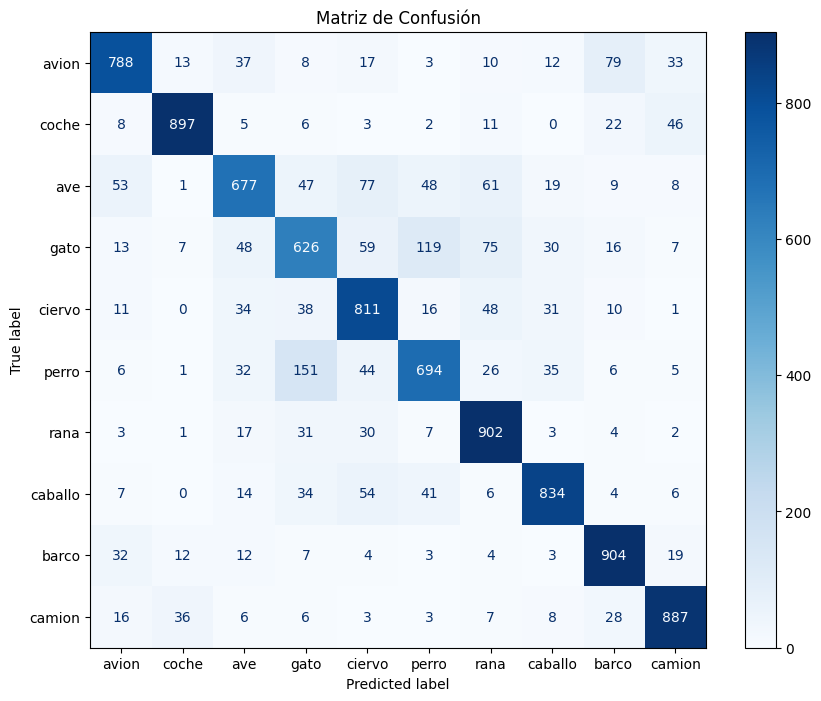 Matriz de Confusión
True label
avion 788 13 37 8 17 3 10 12 79 33
coche 8 897 5 6 3 2 11 0 22 46
ave 53 1 677 47 77 48 61 19 9 8
gato 13 7 48 626 59 119 75 30 16 7
ciervo 11 0 34 38 811 16 48 31 10 1
perro 6 1 32 151 44 694 26 35 6 5
rana 3 1 17 31 30 7 902 3 4 2
caballo 7 0 14 34 54 41 6 834 4 6
barco 32 12 12 7 4 3 4 3 904 19
camion 16 36 6 6 3 3 7 8 28 887
avion coche ave gato ciervo perro rana caballo barco camion
Predicted label
800
600
400
200
0